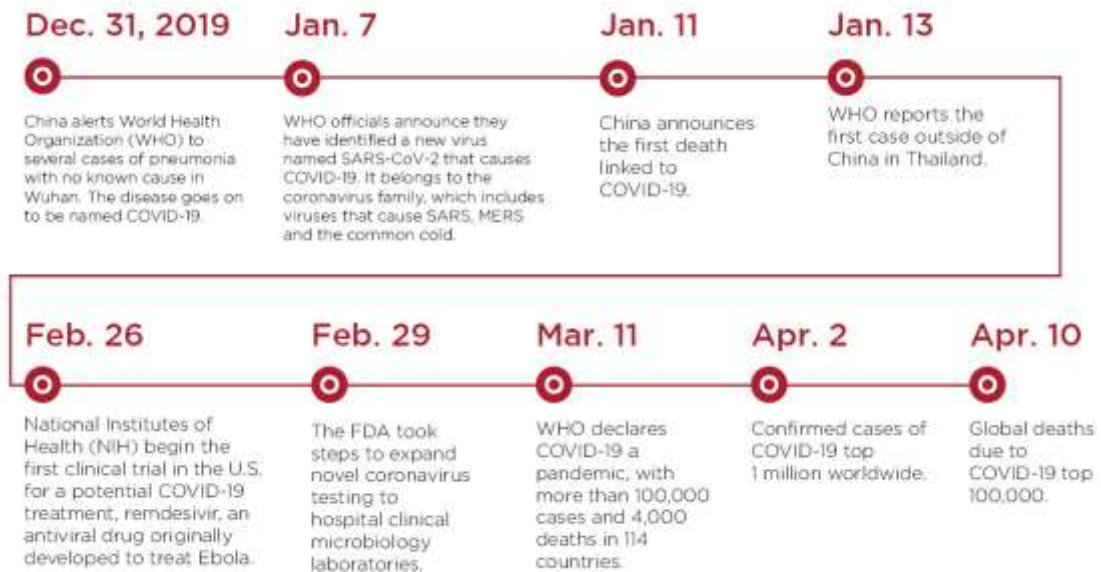 Dec. 31, 2019
China alerts World Health
Organization (WHO) to
several cases of pneumonia
with no known cause in
Wuhan. The disease goes on
to be named COVID-19.
Jan. 7
WHO officials announce they
have identified a new virus
named SARS-CoV-2 that causes
COVID-19. It belongs to the
coronavirus family, which includes
viruses that cause SARS, MERS
and the common cold.
Jan. 11
China announces
the first death
linked to
COVID-19.
Jan. 13
WHO reports the
first case outside of
China in Thailand.
Feb. 26
National Institutes of
Health (NIH) begin the
first clinical trial in the U.S.
for a potential COVID-19
treatment, remdesivir, an
antiviral drug originally
developed to treat Ebola.
Feb. 29
The FDA took
steps to expand
novel coronavirus
testing to
hospital clinical
microbiology
laboratories.
Mar. 11
WHO declares
COVID-19 a
pandemic, with
more than 100,000
cases and 4,000
deaths in 114
countries.
Apr. 2
Confirmed cases of
COVID-19 top
1 million worldwide.
Apr. 10
Global deaths
due to
COVID-19 top
100,000.